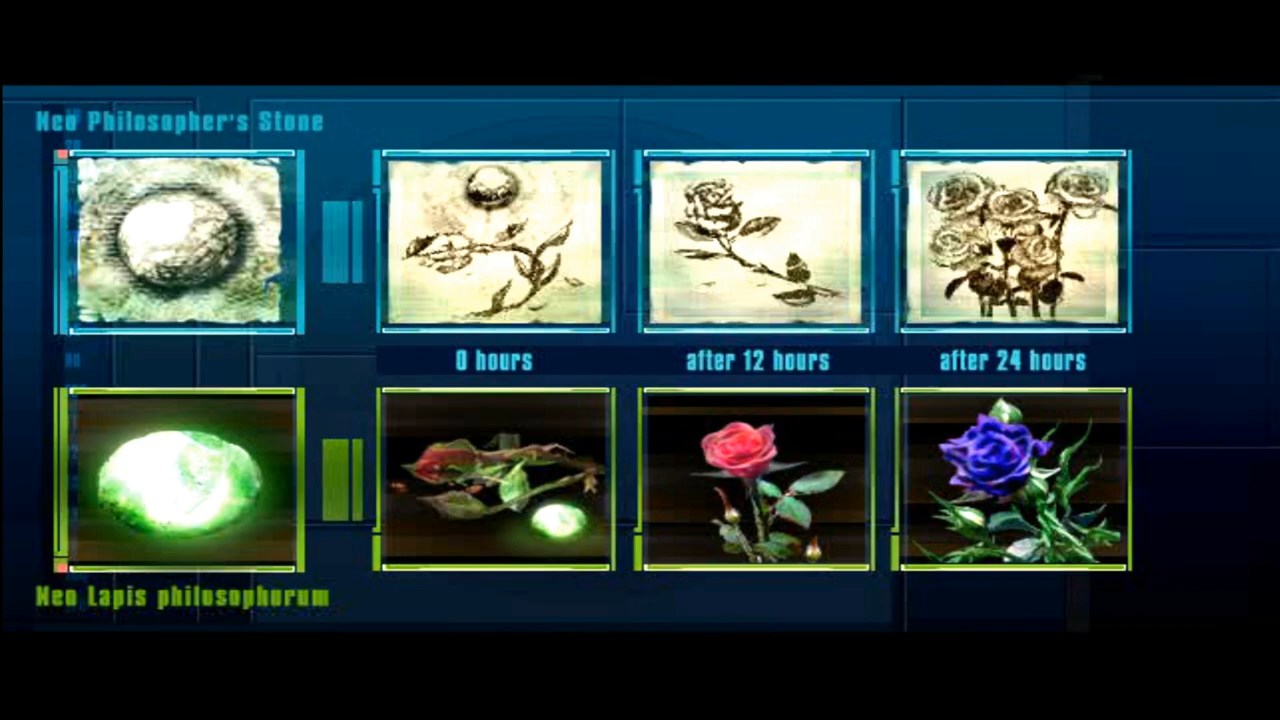 Neo Philosopher's Stone
0 hours
after 12 hours
after 24 hours
Neo Lapis philosophorum